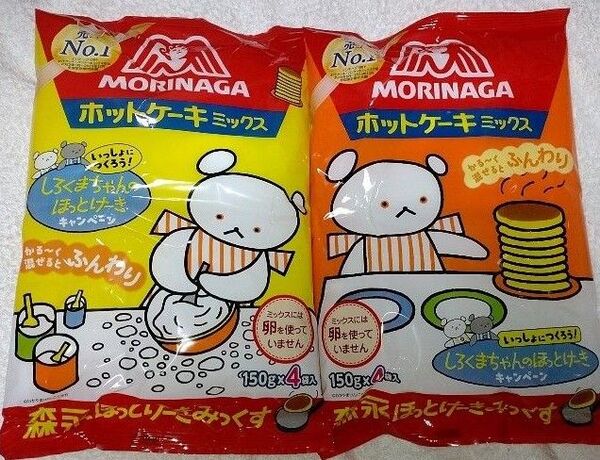 No.1
MORINAGA
ホットケーキミックス
いっしょに
つくろう!
しろくまちゃんの
ほっとけーき
キャンペーン
かる〜く
混ぜると
ふんわり
ミックスには
卵を使って
いません
150g×4袋入
森永ほっとけーきみっくす
No.1
MORINAGA
ホットケーキミックス
かる〜く
混ぜると
ふんわり
ミックスには
卵を使って
いません
いっしょにつくろう!
しろくまちゃんのほっとけーき
キャンペーン
150g×4袋入
森永ほっとけーきみっくす